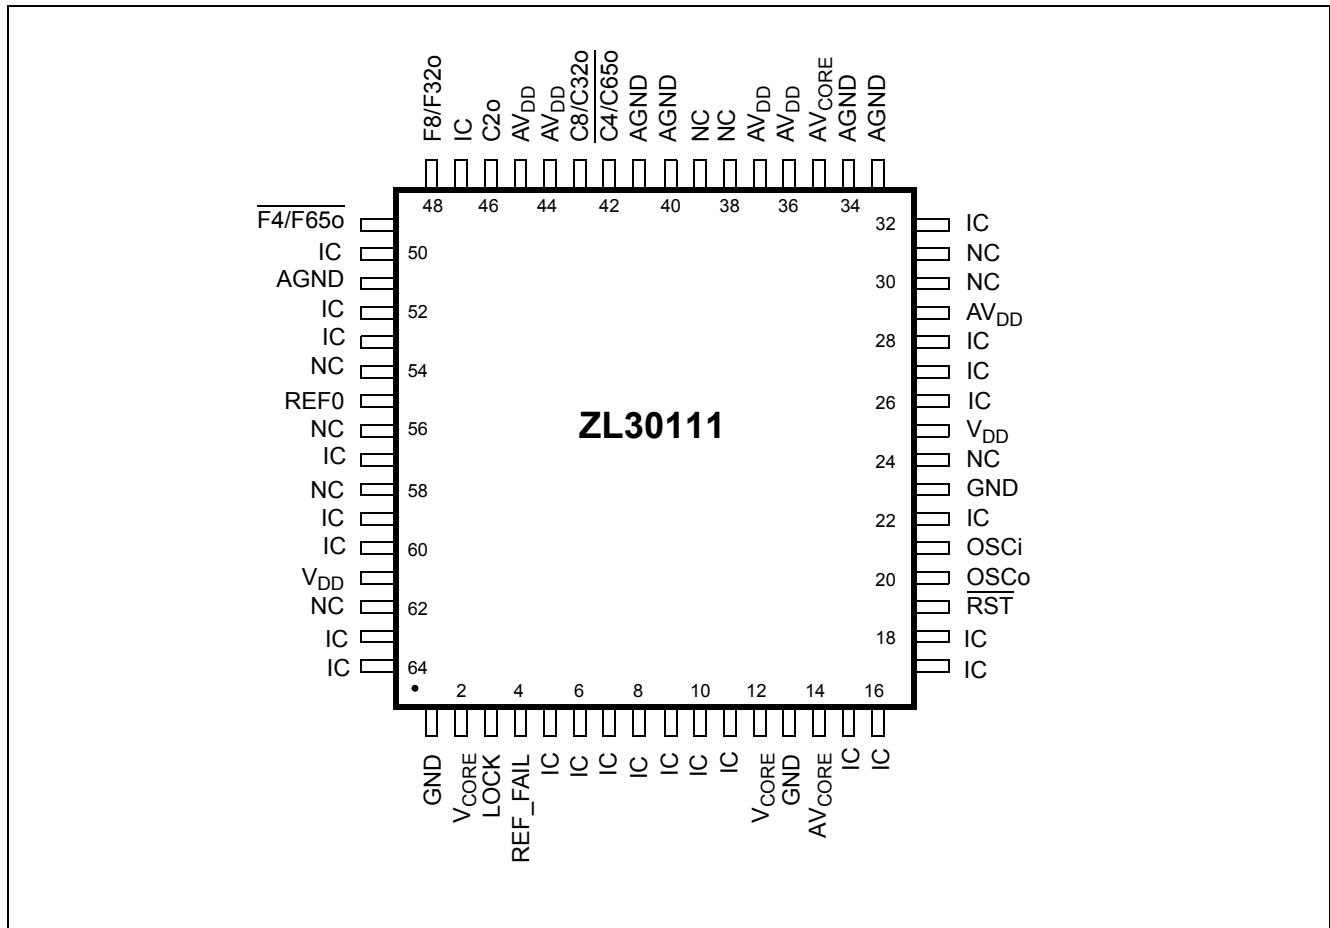 F8/F32o
IC
C2o
AVDD
AVDD
C8/C32o
C4/C65o
AGND
AGND
NC
NC
AVDD
AVDD
AVCORE
AGND
AGND
48 46 44 42 40 38 36 34
F4/F65o
IC 50
AGND
IC 52
IC
NC 54
REF0
NC 56
IC
NC 58
IC
IC 60
VDD
NC 62
IC
IC 64
ZL30111
32 IC
NC
30 NC
AVDD
28 IC
IC
26 IC
VDD
24 NC
GND
22 IC
OSCi
20 OSCo
RST
18 IC
IC
2 4 6 8 10 12 14 16
GND
VCORE
LOCK
REF_FAIL
IC
IC
IC
IC
IC
IC
IC
VCORE
GND
AVCORE
IC
IC